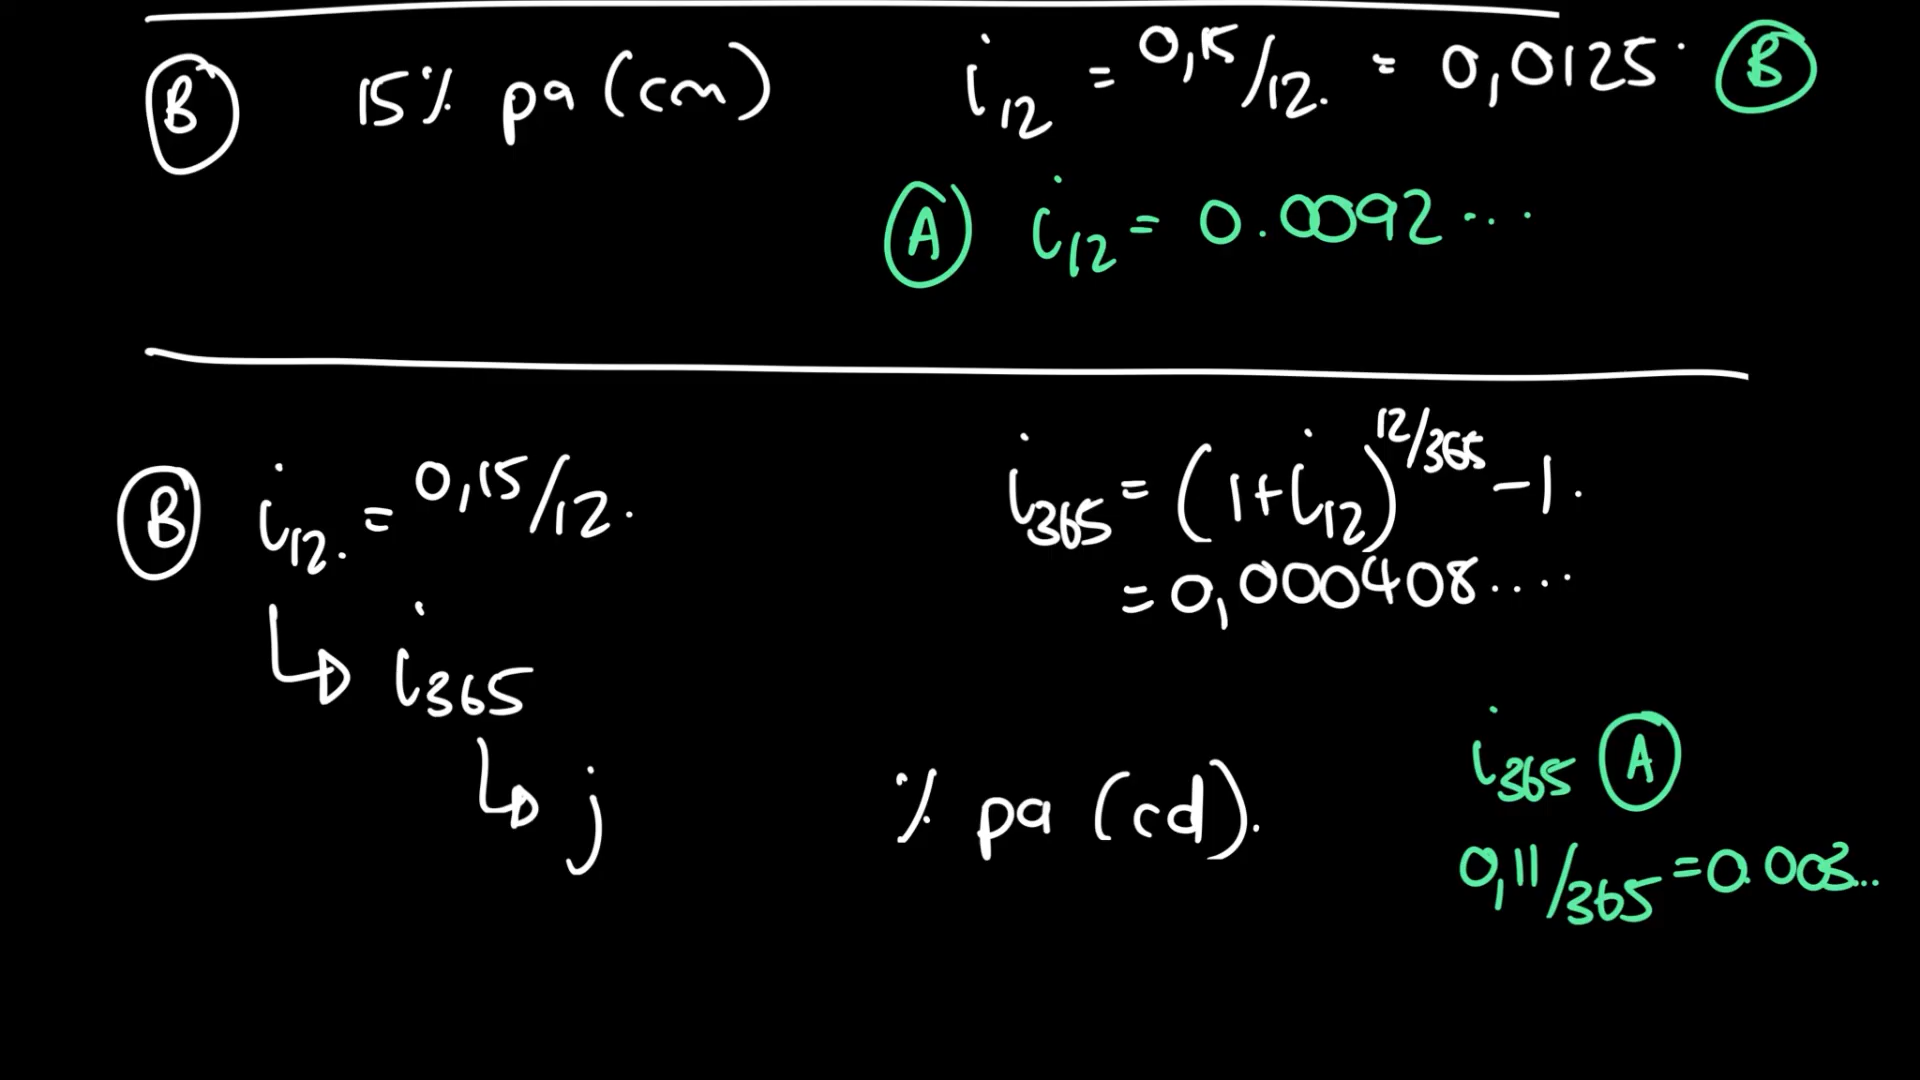 B 15% pa (cm) i12 = 0,15/12. = 0,0125 B
A i12 = 0.0092...
B i12. = 0,15/12. i365 = (1+i12)^12/365 -1.
= 0,000408....
i365
j % pa (cd). i365 A
0,11/365 = 0.003...